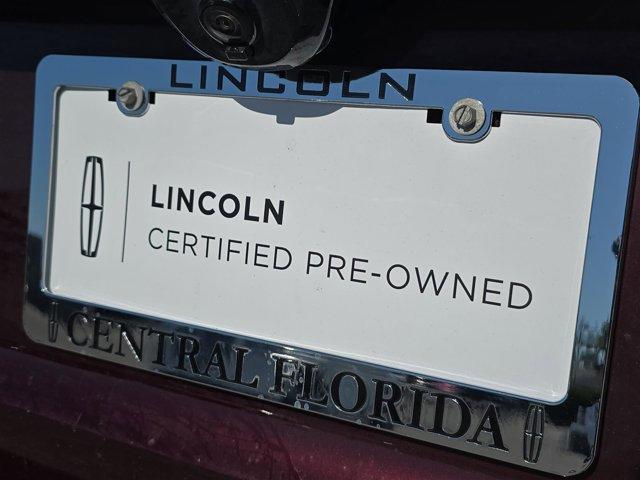 LINCOLN
LINCOLN
CERTIFIED PRE-OWNED
CENTRAL FLORIDA